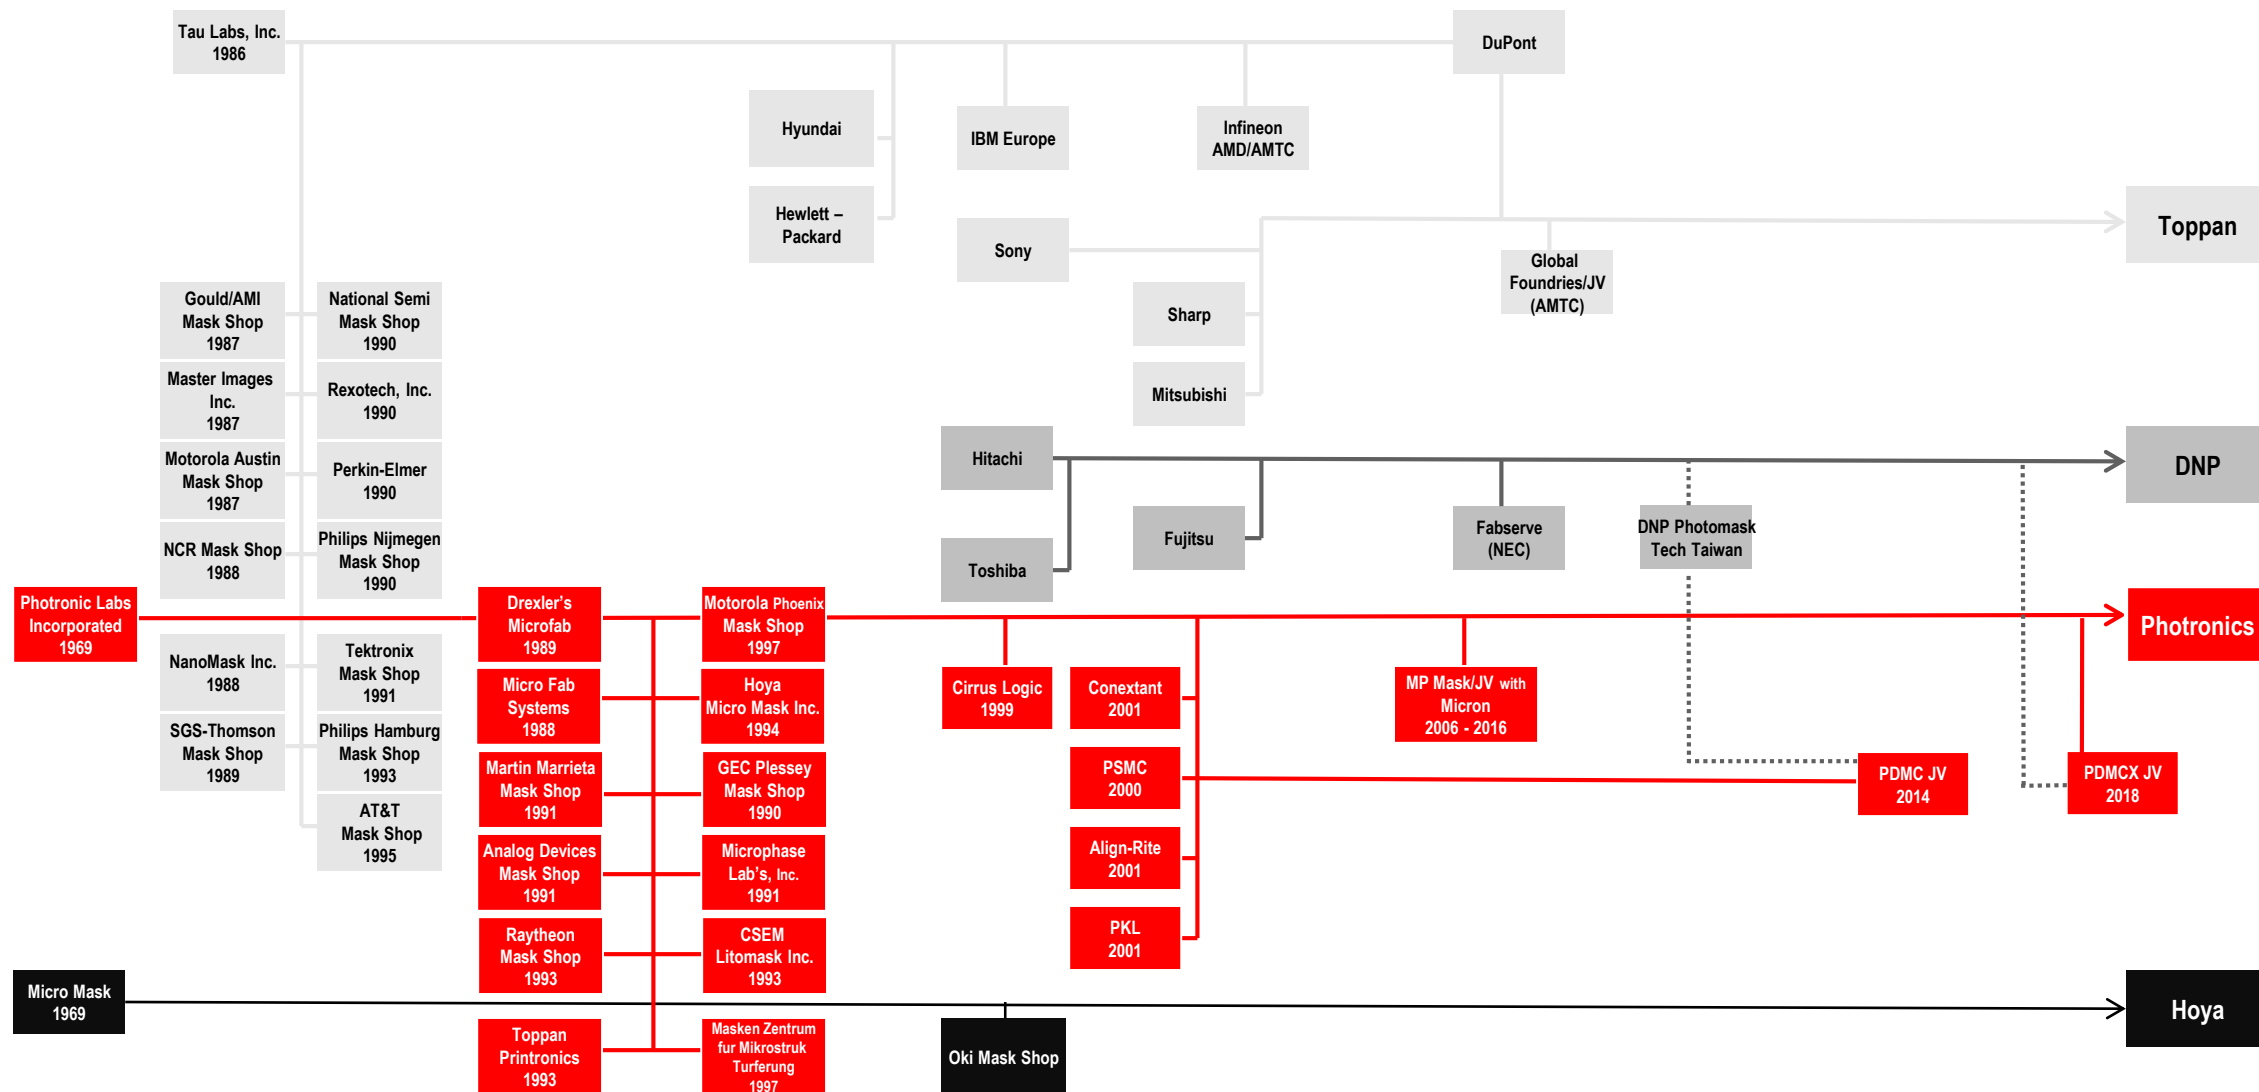 Tau Labs, Inc.
1986
DuPont
Hyundai
IBM Europe
Infineon
AMD/AMTC
Hewlett –
Packard
Sony
Toppan
Global
Foundries/JV
(AMTC)
Sharp
Mitsubishi
Gould/AMI
Mask Shop
1987
National Semi
Mask Shop
1990
Master Images
Inc.
1987
Rexotech, Inc.
1990
Motorola Austin
Mask Shop
1987
Perkin-Elmer
1990
NCR Mask Shop
1988
Philips Nijmegen
Mask Shop
1990
Hitachi
DNP
Toshiba
Fujitsu
Fabserve
(NEC)
DNP Photomask
Tech Taiwan
Photronic Labs
Incorporated
1969
Drexler's
Microfab
1989
Motorola Phoenix
Mask Shop
1997
Photronics
NanoMask Inc.
1988
Tektronix
Mask Shop
1991
Micro Fab
Systems
1988
Hoya
Micro Mask Inc.
1994
Cirrus Logic
1999
Conextant
2001
MP Mask/JV with
Micron
2006 - 2016
SGS-Thomson
Mask Shop
1989
Philips Hamburg
Mask Shop
1993
Martin Marrieta
Mask Shop
1991
GEC Plessey
Mask Shop
1990
PSMC
2000
PDMC JV
2014
PDMCX JV
2018
AT&T
Mask Shop
1995
Analog Devices
Mask Shop
1991
Microphase
Lab's, Inc.
1991
Align-Rite
2001
Raytheon
Mask Shop
1993
CSEM
Litomask Inc.
1993
PKL
2001
Micro Mask
1969
Hoya
Toppan
Printronics
1993
Masken Zentrum
fur Mikrostruk
Turferung
1997
Oki Mask Shop